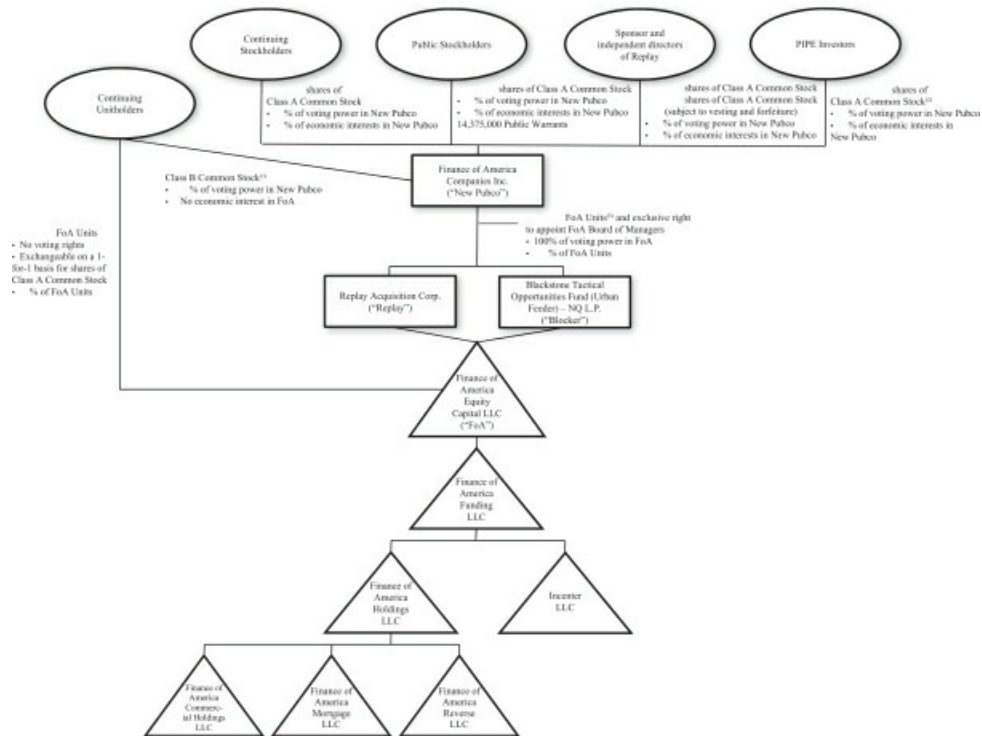 Continuing
Stockholders
Public Stockholders
Sponsor and
independent directors
of Replay
PIPE Investors
Continuing
Unitholders
shares of
Class A Common Stock
• % of voting power in New Pubco
• % of economic interests in New Pubco
shares of Class A Common Stock
• % of voting power in New Pubco
• % of economic interests in New Pubco
14,375,000 Public Warrants
shares of Class A Common Stock
shares of Class A Common Stock
(subject to vesting and forfeiture)
• % of voting power in New Pubco
• % of economic interests in New Pubco
shares of
Class A Common Stock
• % of voting power in New Pubco
• % of economic interests in
New Pubco
Finance of America
Companies Inc.
("New Pubco")
Class B Common Stock
• % of voting power in New Pubco
• No economic interest in FoA
FoA Units
• No voting rights
• Exchangeable on a 1-
for-1 basis for shares of
Class A Common Stock
• % of FoA Units
FoA Units and exclusive right
to appoint FoA Board of Managers
• 100% of voting power in FoA
• % of FoA Units
Replay Acquisition Corp.
("Replay")
Blackstone Tactical
Opportunities Fund (Urban
Feeder) – NQ L.P.
("Blocker")
Finance of
America
Equity
Capital LLC
("FoA")
Finance of
America
Funding
LLC
Finance of
America
Holdings
LLC
Incenter
LLC
Finance of
America
Commerc-
ial Holdings
LLC
Finance of
America
Mortgage
LLC
Finance of
America
Reverse
LLC